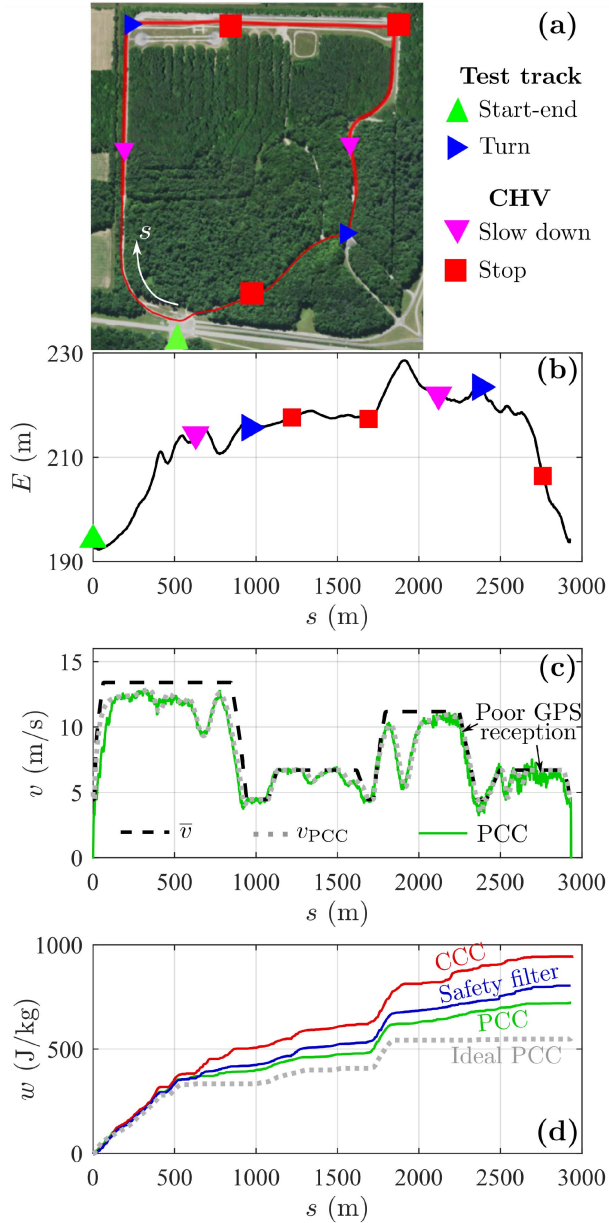 (a)
Test track
Start-end
Turn
CHV
Slow down
Stop
s
(b)
230
210
190
E (m)
0 500 1000 1500 2000 2500 3000
s (m)
(c)
15
10
5
0
v (m/s)
Poor GPS
reception
v̅ v_PCC PCC
0 500 1000 1500 2000 2500 3000
s (m)
1000
500
0
w (J/kg)
CCC
Safety filter
PCC
Ideal PCC
(d)
0 500 1000 1500 2000 2500 3000
s (m)